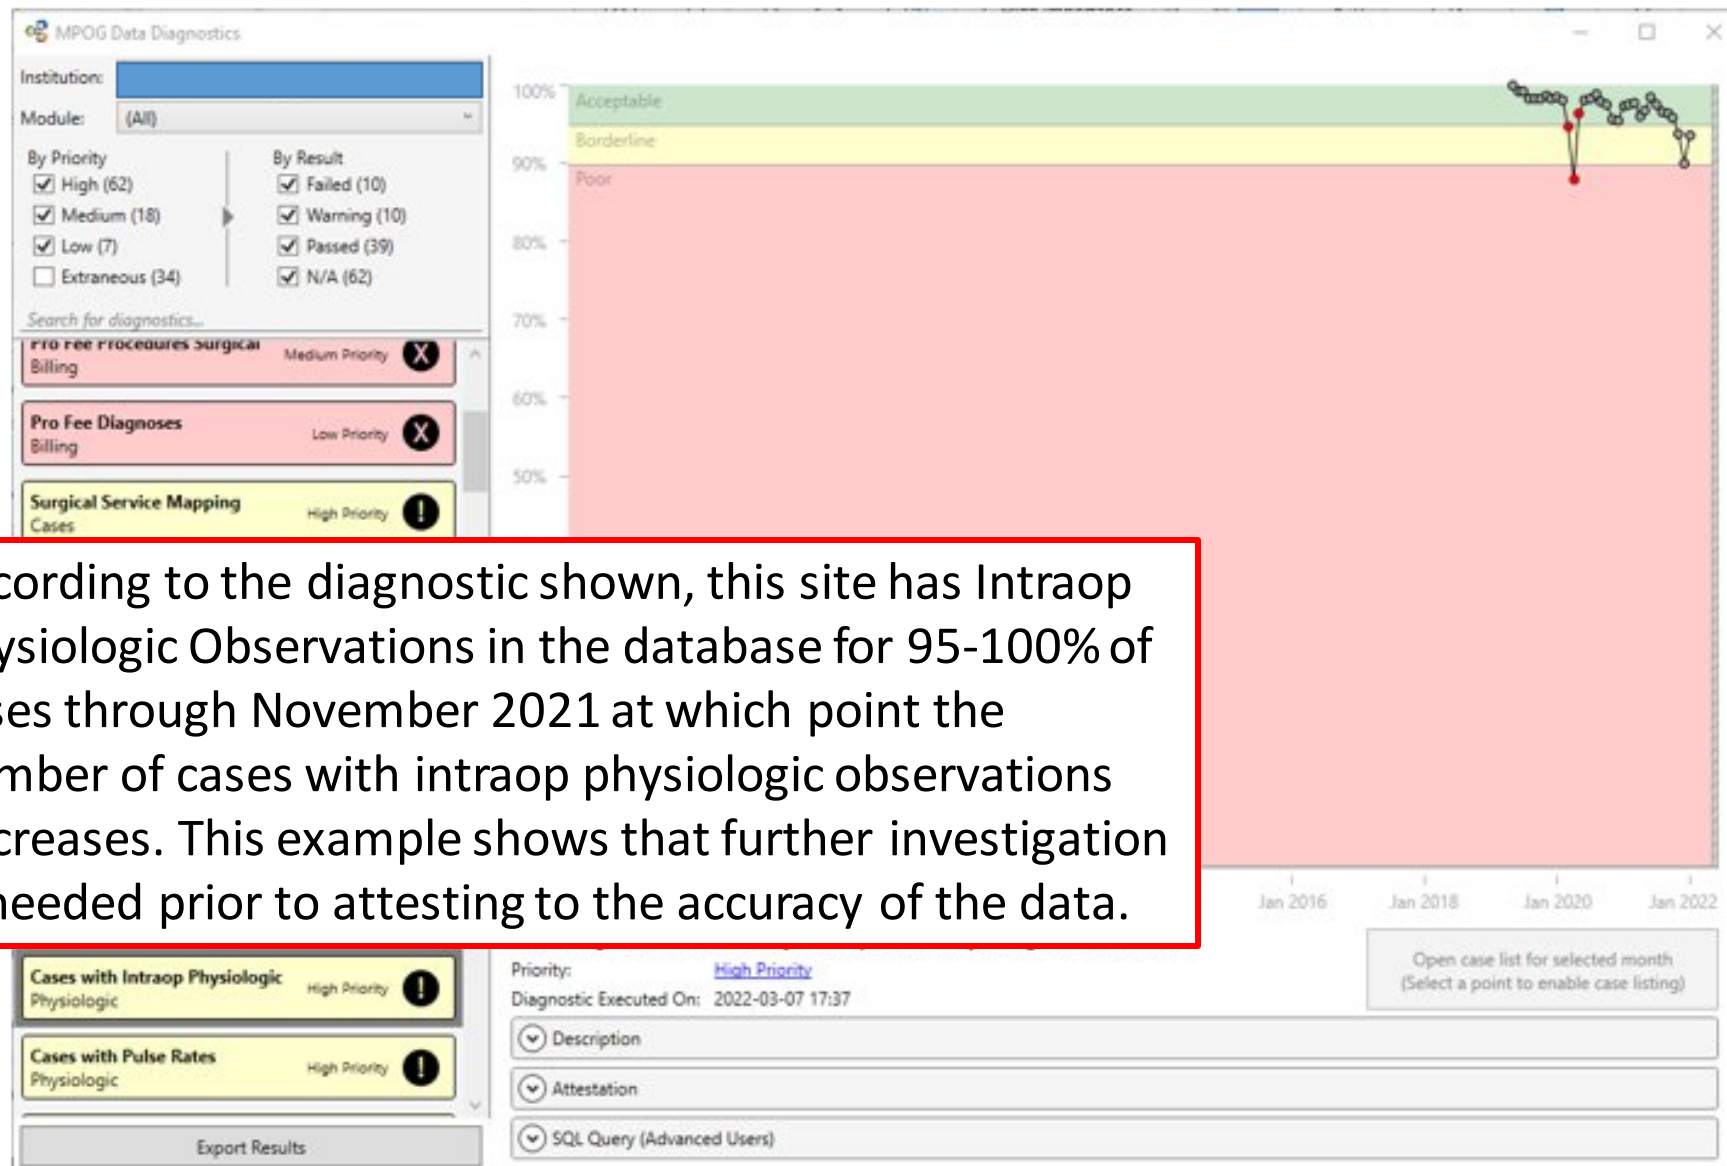 MPOG Data Diagnostics
Institution:
Module: (All)
By Priority
High (62)
Medium (18)
Low (7)
Extraneous (34)
By Result
Failed (10)
Warning (10)
Passed (39)
N/A (62)
Search for diagnostics...
Pro Fee Procedures Surgical
Billing
Medium Priority
Pro Fee Diagnoses
Billing
Low Priority
Surgical Service Mapping
Cases
High Priority
100%
90%
80%
70%
60%
50%
Acceptable
Borderline
Poor
cording to the diagnostic shown, this site has Intraop
ysiologic Observations in the database for 95-100% of
ses through November 2021 at which point the
mber of cases with intraop physiologic observations
creases. This example shows that further investigation
needed prior to attesting to the accuracy of the data.
Jan 2016 Jan 2018 Jan 2020 Jan 2022
Cases with Intraop Physiologic
Physiologic
High Priority
Cases with Pulse Rates
Physiologic
High Priority
Export Results
Priority: High Priority
Diagnostic Executed On: 2022-03-07 17:37
Open case list for selected month
(Select a point to enable case listing)
Description
Attestation
SQL Query (Advanced Users)